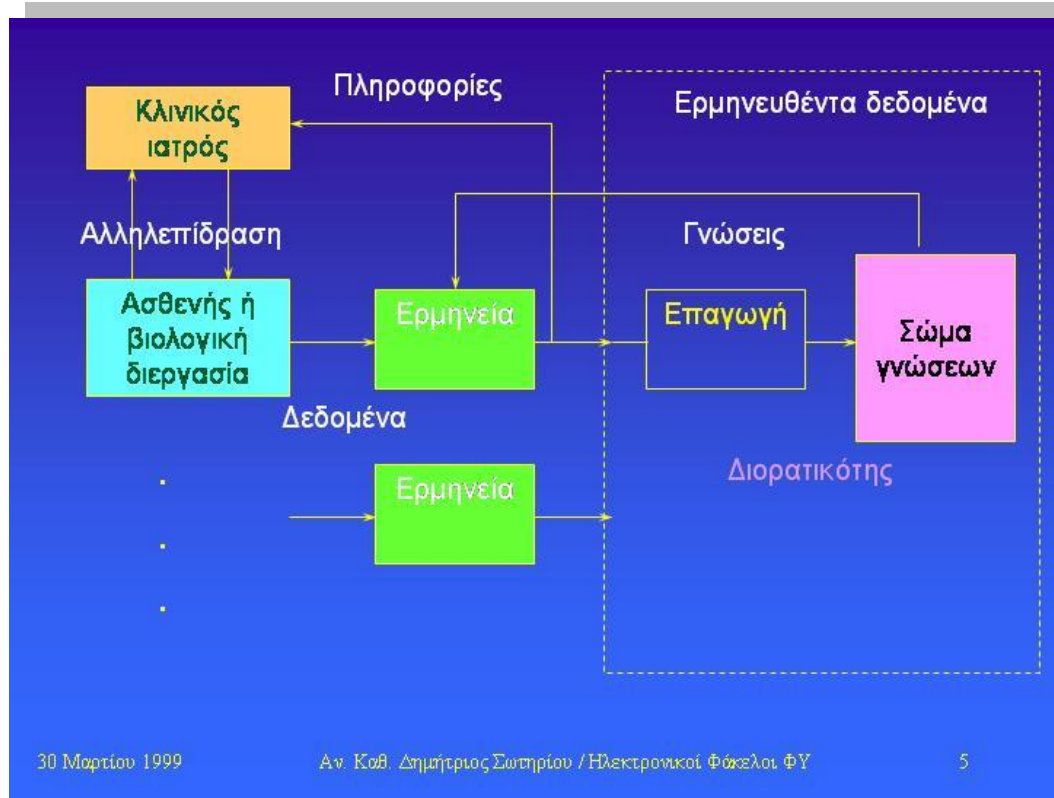 Πληροφορίες
Ερμηνευθέντα δεδομένα
Κλινικός
ιατρός
Αλληλεπίδραση
Γνώσεις
Ασθενής ή
βιολογική
διεργασία
Ερμηνεία
Επαγωγή
Σώμα
γνώσεων
Δεδομένα
Ερμηνεία
Διορατικότης
30 Μαρτίου 1999
Αν. Καθ. Δημήτριος Σωτηρίου / Ηλεκτρονικοί Φάκελοι ΦΥ
5